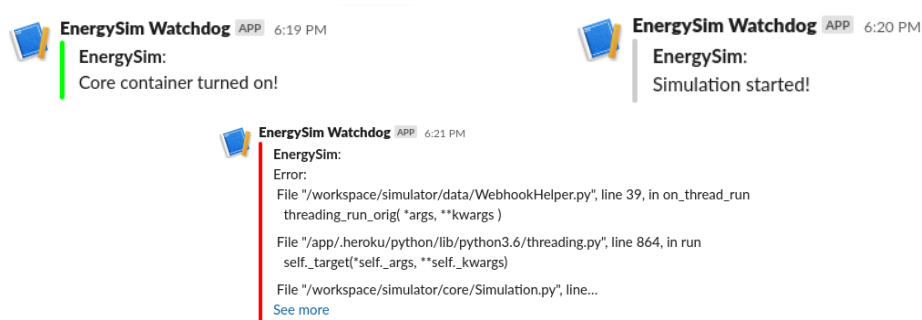 EnergySim Watchdog APP 6:19 PM
EnergySim:
Core container turned on!
EnergySim Watchdog APP 6:20 PM
EnergySim:
Simulation started!
EnergySim Watchdog APP 6:21 PM
EnergySim:
Error:
File "/workspace/simulator/data/WebhookHelper.py", line 39, in on_thread_run
threading_run_orig( *args, **kwargs )
File "/app/.heroku/python/lib/python3.6/threading.py", line 864, in run
self._target(*self._args, **self._kwargs)
File "/workspace/simulator/core/Simulation.py", line...
See more